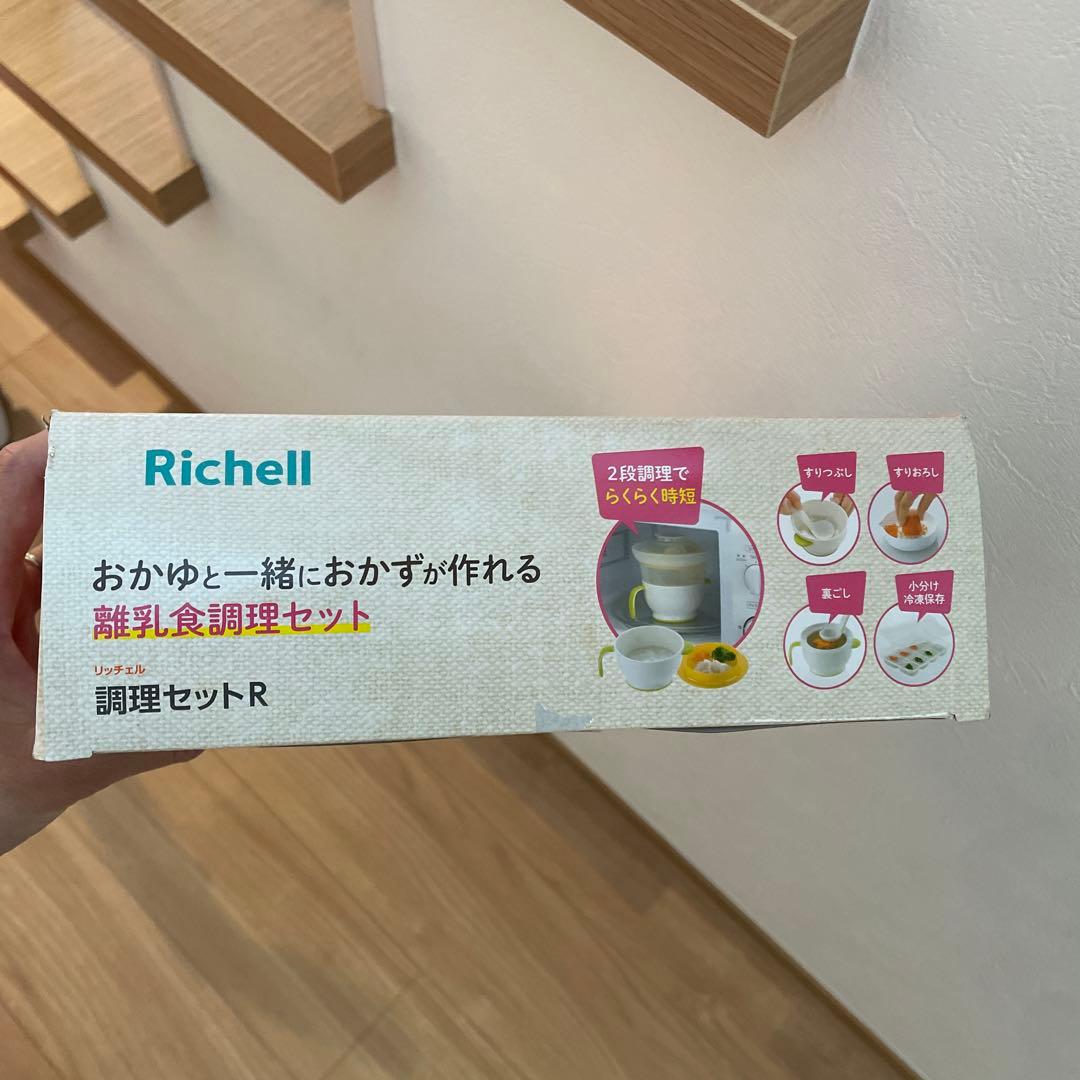 Richell
おかゆと一緒におかずが作れる
離乳食調理セット
リッチェル
調理セットR
2段調理で
らくらく時短
すりつぶし
すりおろし
裏ごし
小分け
冷凍保存